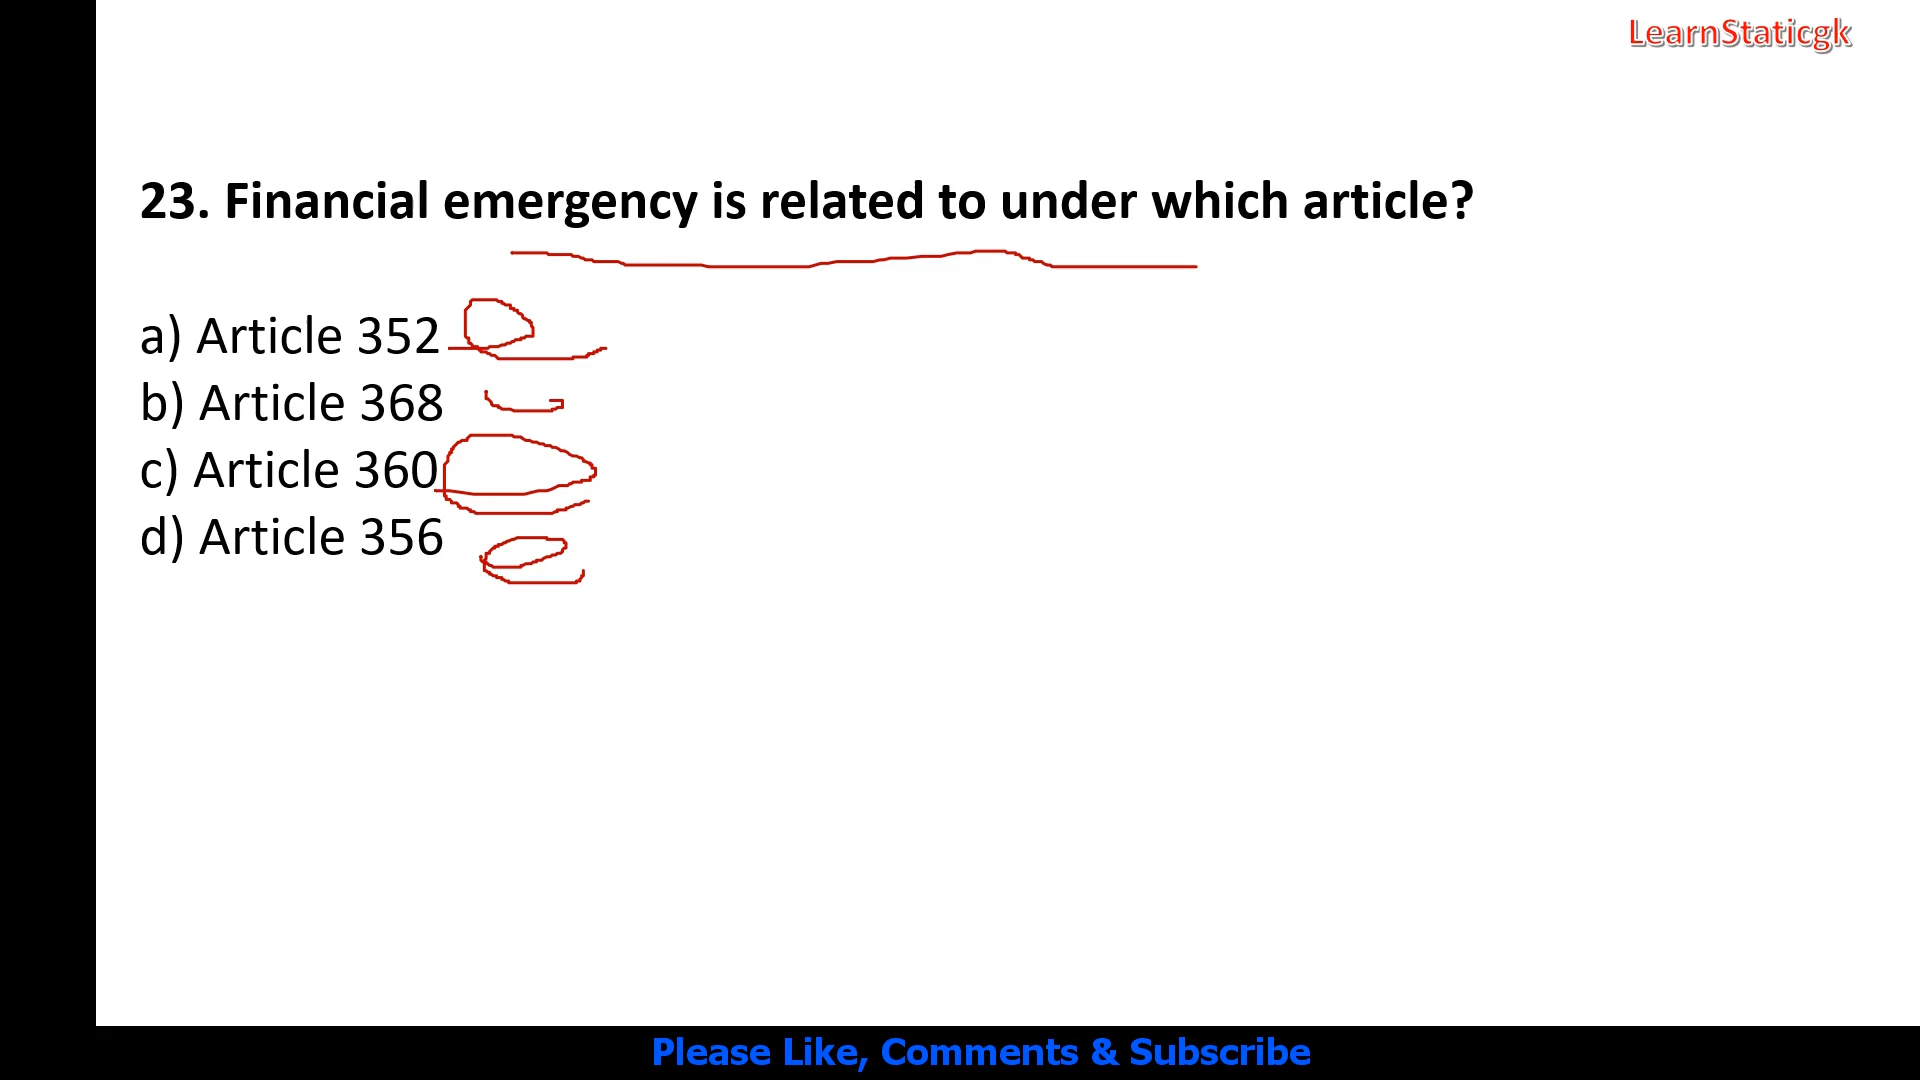 LearnStaticgk
23. Financial emergency is related to under which article?
a) Article 352
b) Article 368
c) Article 360
d) Article 356
Please Like, Comments & Subscribe